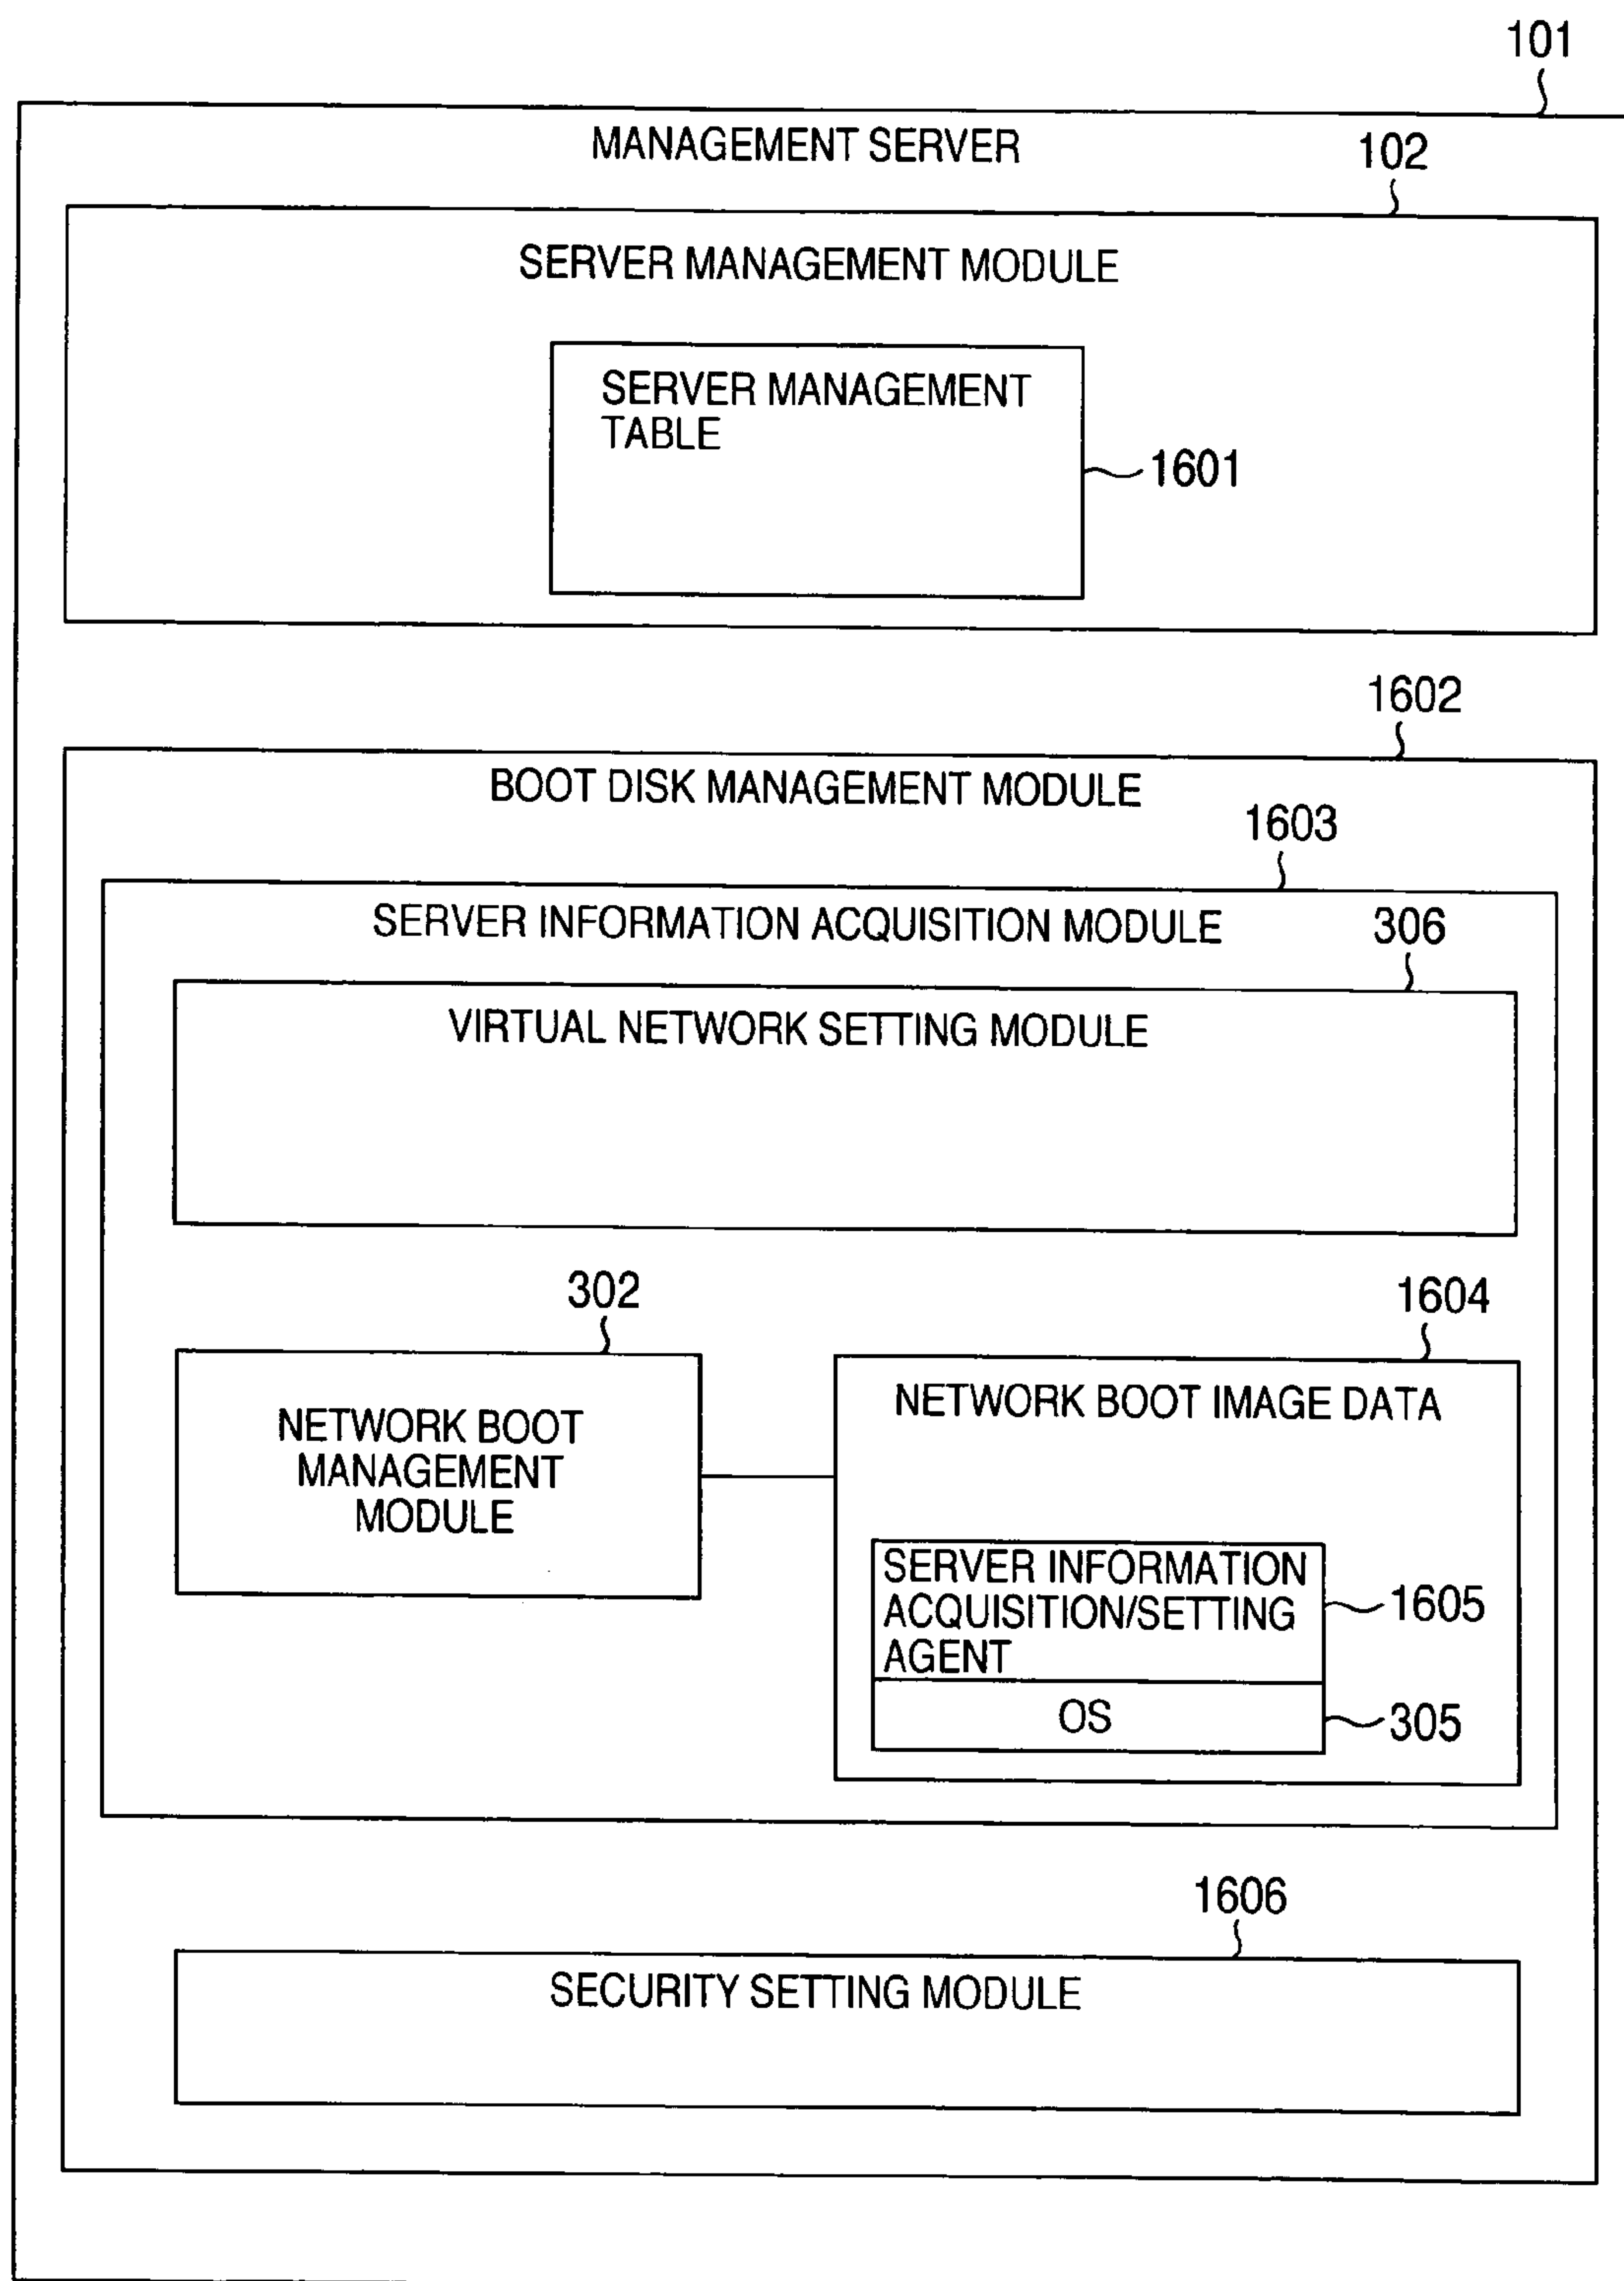 101
MANAGEMENT SERVER
102
SERVER MANAGEMENT MODULE
SERVER MANAGEMENT
TABLE
1601
1602
BOOT DISK MANAGEMENT MODULE
1603
SERVER INFORMATION ACQUISITION MODULE
306
VIRTUAL NETWORK SETTING MODULE
302
1604
NETWORK BOOT
MANAGEMENT
MODULE
NETWORK BOOT IMAGE DATA
SERVER INFORMATION
ACQUISITION/SETTING
AGENT
1605
OS
305
1606
SECURITY SETTING MODULE